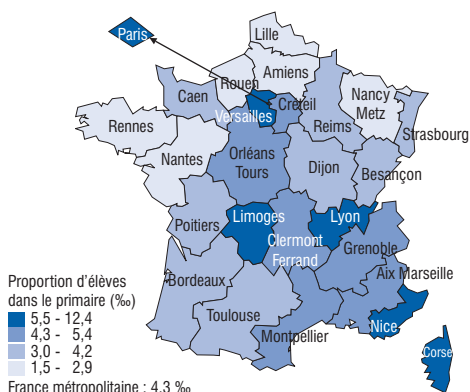 Paris
Lille
Rouen
Amiens
Caen
Versailles
Créteil
Nancy
Metz
Reims
Strasbourg
Rennes
Nantes
Orléans
Tours
Dijon
Besançon
Poitiers
Limoges
Lyon
Clermont
Ferrand
Grenoble
Bordeaux
Aix Marseille
Toulouse
Montpellier
Nice
Corse
Proportion d'élèves
dans le primaire (‰)
5,5 - 12,4
4,3 - 5,4
3,0 - 4,2
1,5 - 2,9
France métropolitaine : 4,3 ‰